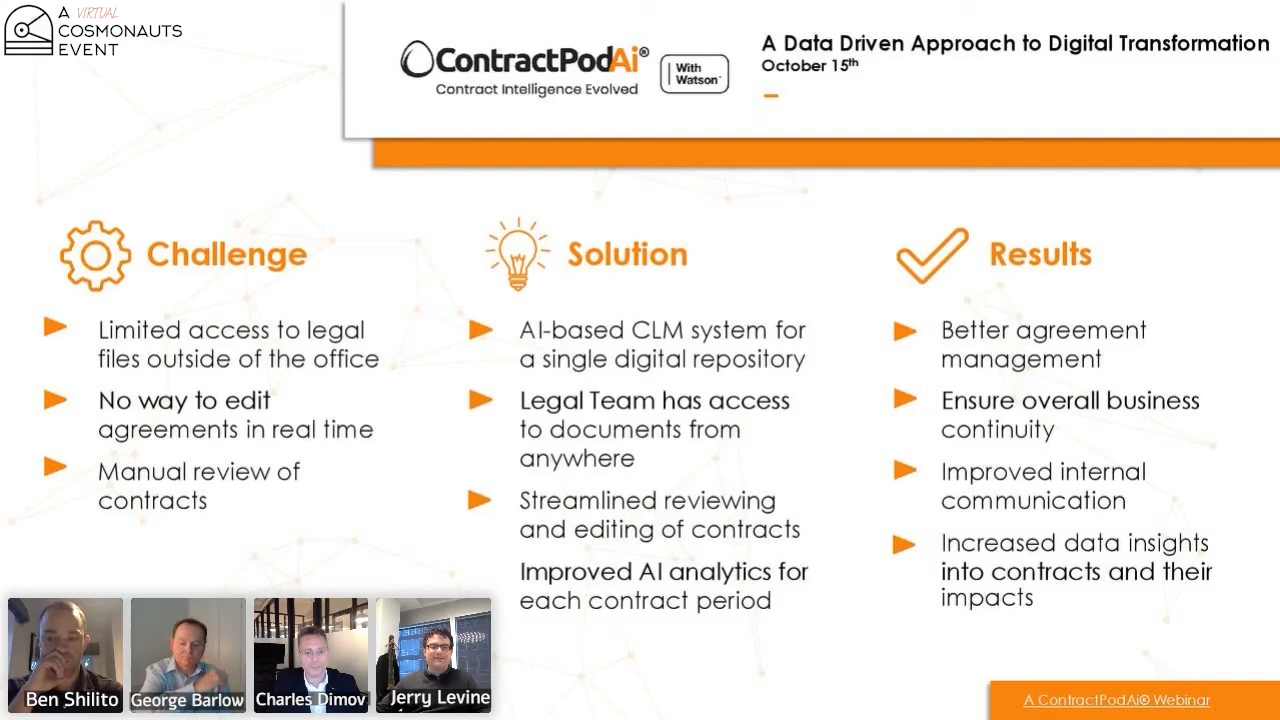 A VIRTUAL
COSMONAUTS
EVENT
ContractPodAi®
Contract Intelligence Evolved
With
Watson™
A Data Driven Approach to Digital Transformation
October 15th
Challenge
Limited access to legal
files outside of the office
No way to edit
agreements in real time
Manual review of
contracts
Solution
AI-based CLM system for
a single digital repository
Legal Team has access
to documents from
anywhere
Streamlined reviewing
and editing of contracts
Improved AI analytics for
each contract period
Results
Better agreement
management
Ensure overall business
continuity
Improved internal
communication
Increased data insights
into contracts and their
impacts
Ben Shilito
George Barlow
Charles Dimov
Jerry Levine
A ContractPodAi® Webinar